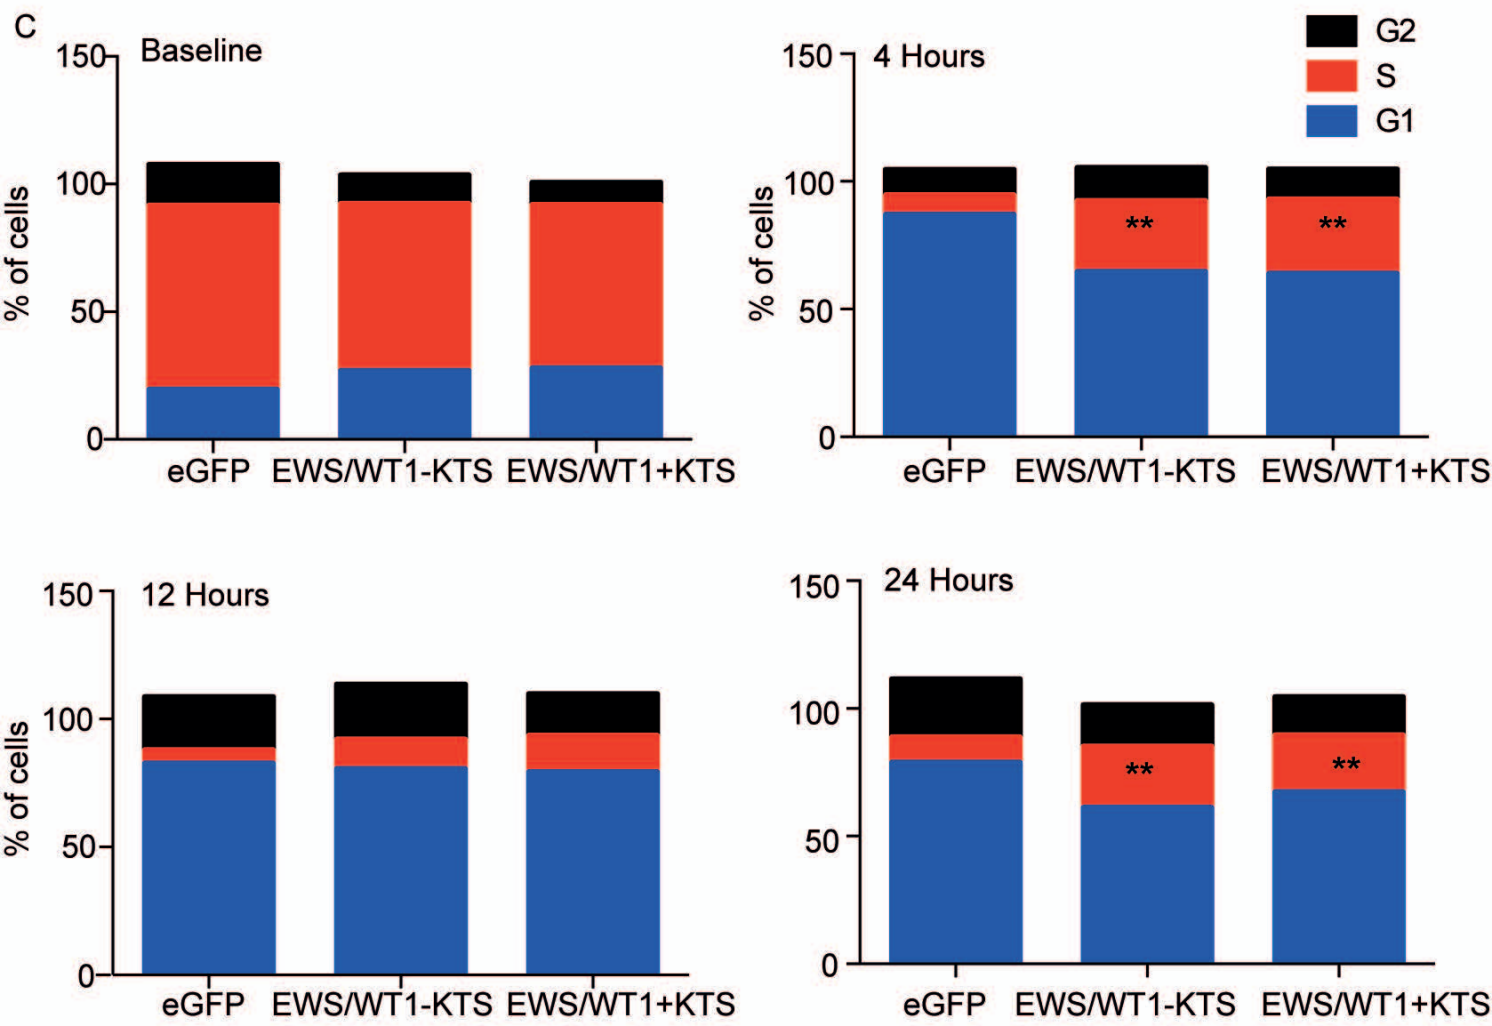 C
Baseline
150
100
50
0
% of cells
eGFP EWS/WT1-KTS EWS/WT1+KTS
4 Hours
150
100
50
0
% of cells
** **
eGFP EWS/WT1-KTS EWS/WT1+KTS
G2
S
G1
12 Hours
150
100
50
0
% of cells
eGFP EWS/WT1-KTS EWS/WT1+KTS
24 Hours
150
100
50
0
** **
eGFP EWS/WT1-KTS EWS/WT1+KTS